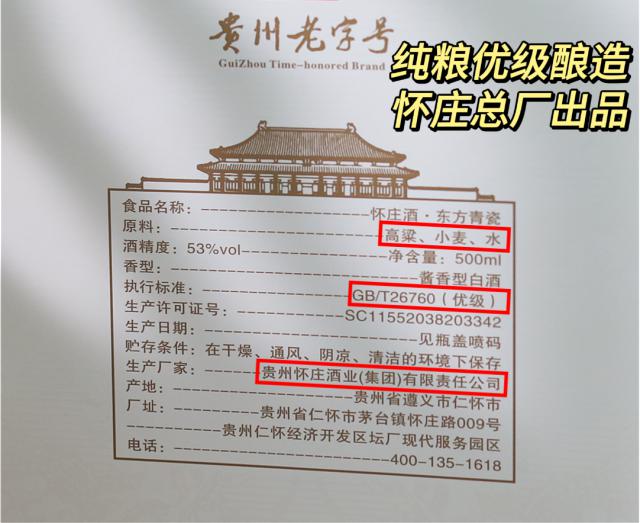 貴州老字号
GuiZhou Time-honored Brand
纯粮优级酿造
怀庄总厂出品
食品名称:--------------------怀庄酒·东方青瓷
原料:--------------------高粱、小麦、水
酒精度:53%vol--------------------净含量:500ml
香型:--------------------酱香型白酒
执行标准:--------------------GB/T26760(优级)
生产许可证号:--------------------SC11552038203342
生产日期:--------------------见瓶盖喷码
贮存条件:在干燥、通风、阴凉、清洁的环境下保存
生产厂家:------贵州怀庄酒业(集团)有限责任公司
产地:--------------------贵州省遵义市仁怀市
厂址:--------贵州省仁怀市茅台镇怀庄路009号
--------贵州仁怀经济开发区坛厂现代服务园区
电话:--------------------400-135-1618